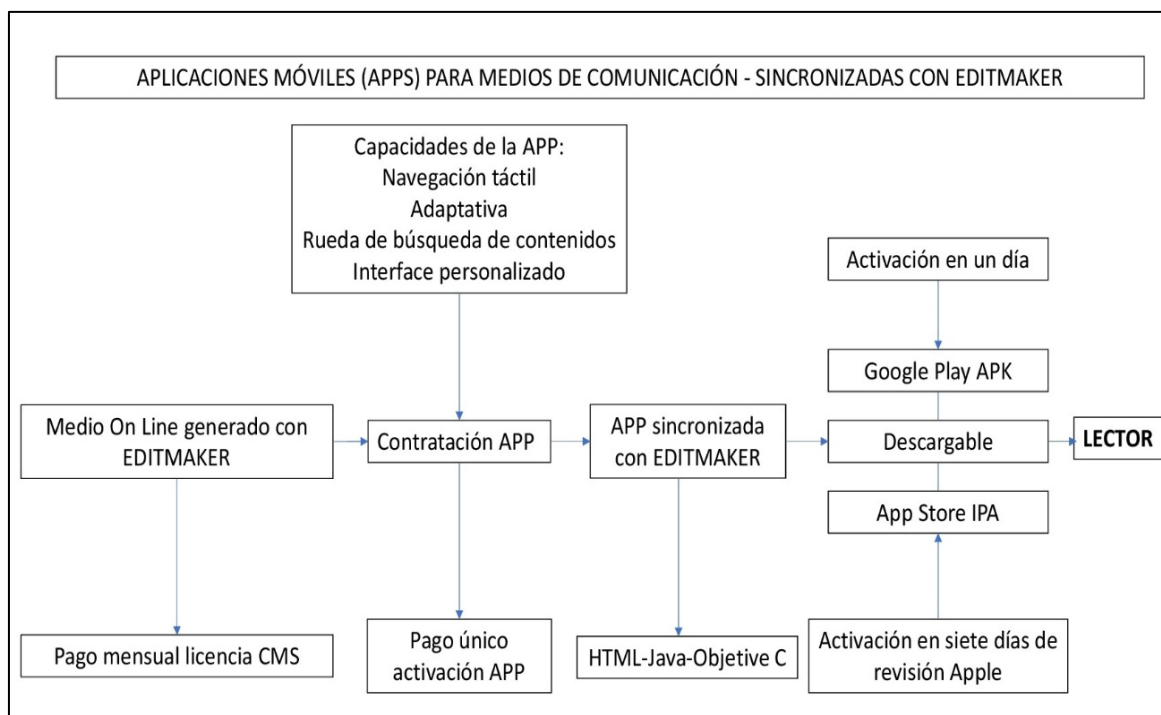 APLICACIONES MÓVILES (APPS) PARA MEDIOS DE COMUNICACIÓN - SINCRONIZADAS CON EDITMAKER
Capacidades de la APP:
Navegación táctil
Adaptativa
Rueda de búsqueda de contenidos
Interface personalizado
Activación en un día
Google Play APK
Medio On Line generado con
EDITMAKER
Contratación APP
APP sincronizada
con EDITMAKER
Descargable
LECTOR
App Store IPA
Pago mensual licencia CMS
Pago único
activación APP
HTML-Java-Objetive C
Activación en siete días de
revisión Apple